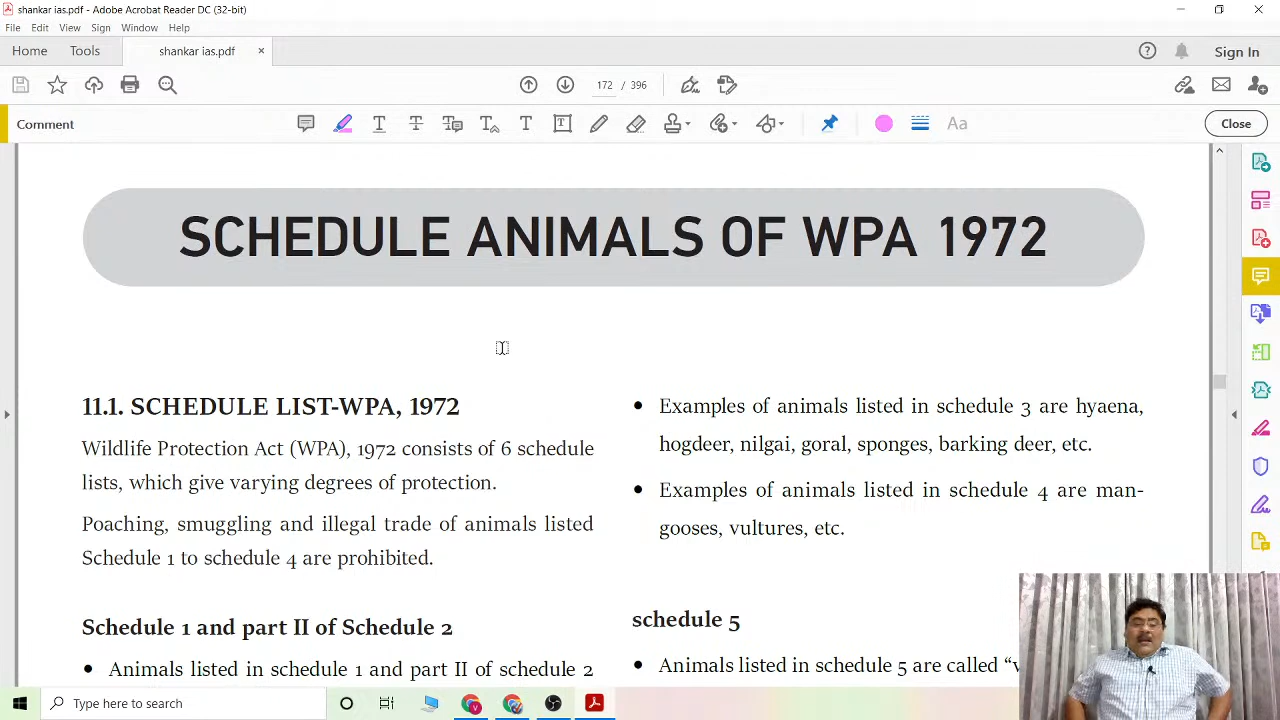 shankar ias.pdf - Adobe Acrobat Reader DC (32-bit)
File Edit View Sign Window Help
Home Tools shankar ias.pdf × Sign In
172 / 396
Comment Aa Close
SCHEDULE ANIMALS OF WPA 1972
11.1. SCHEDULE LIST-WPA, 1972
Wildlife Protection Act (WPA), 1972 consists of 6 schedule
lists, which give varying degrees of protection.
Poaching, smuggling and illegal trade of animals listed
Schedule 1 to schedule 4 are prohibited.
Schedule 1 and part II of Schedule 2
• Animals listed in schedule 1 and part II of schedule 2
• Examples of animals listed in schedule 3 are hyaena,
hogdeer, nilgai, goral, sponges, barking deer, etc.
• Examples of animals listed in schedule 4 are man-
gooses, vultures, etc.
schedule 5
• Animals listed in schedule 5 are called “v
Type here to search